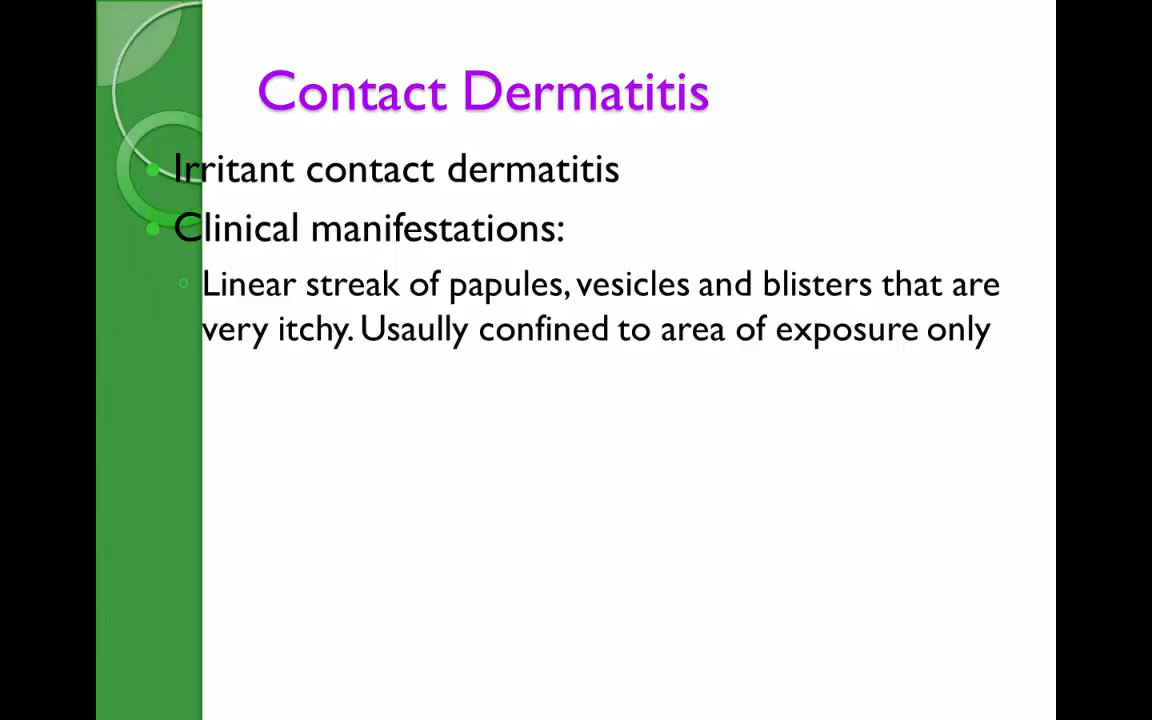 Contact Dermatitis
Irritant contact dermatitis
Clinical manifestations:
Linear streak of papules, vesicles and blisters that are
very itchy. Usaully confined to area of exposure only